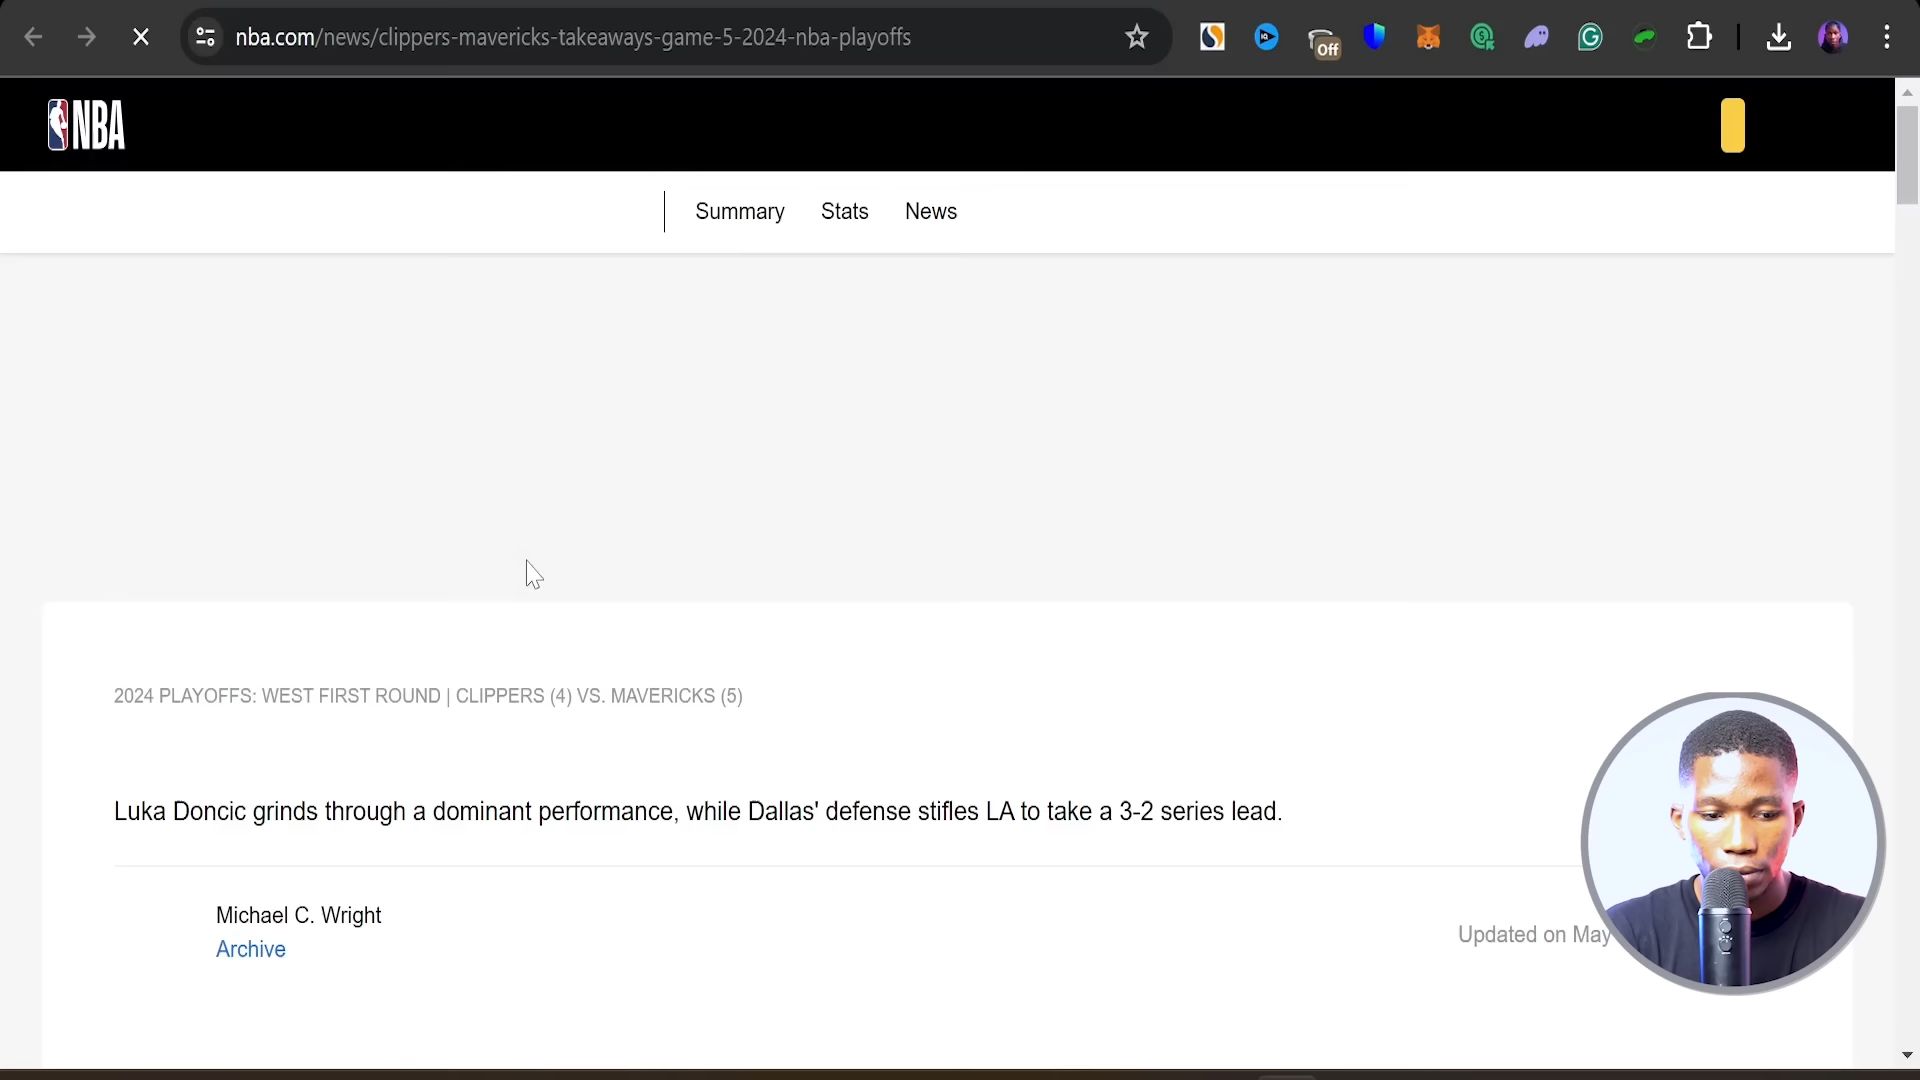 nba.com/news/clippers-mavericks-takeaways-game-5-2024-nba-playoffs
Off
NBA
Summary Stats News
2024 PLAYOFFS: WEST FIRST ROUND | CLIPPERS (4) VS. MAVERICKS (5)
Luka Doncic grinds through a dominant performance, while Dallas' defense stifles LA to take a 3-2 series lead.
Michael C. Wright
Archive
Updated on May